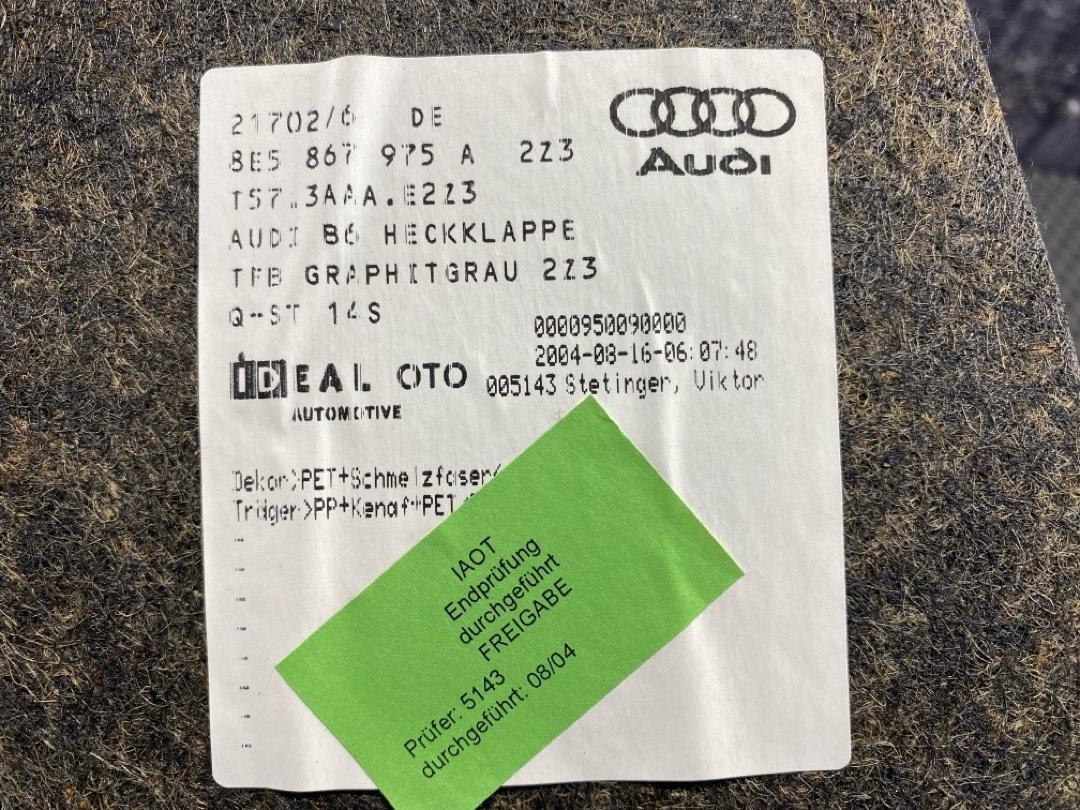 21702/6 DE
Audi
8E5 867 975 A 2Z3
T57.3AAA.E2Z3
AUDI B6 HECKKLAPPE
TFB GRAPHITGRAU 2Z3
Q-ST 14S
0000950090000
2004-08-16-06:07:48
005143 Stetinger, Viktor
IDEAL OTO
AUTOMOTIVE
Dekor>PET+Schmelzfaser
Träger>PP+Kenaf+PET
IAOT
Endprüfung
durchgeführt
FREIGABE
Prüfer: 5143
durchgeführt: 08/04